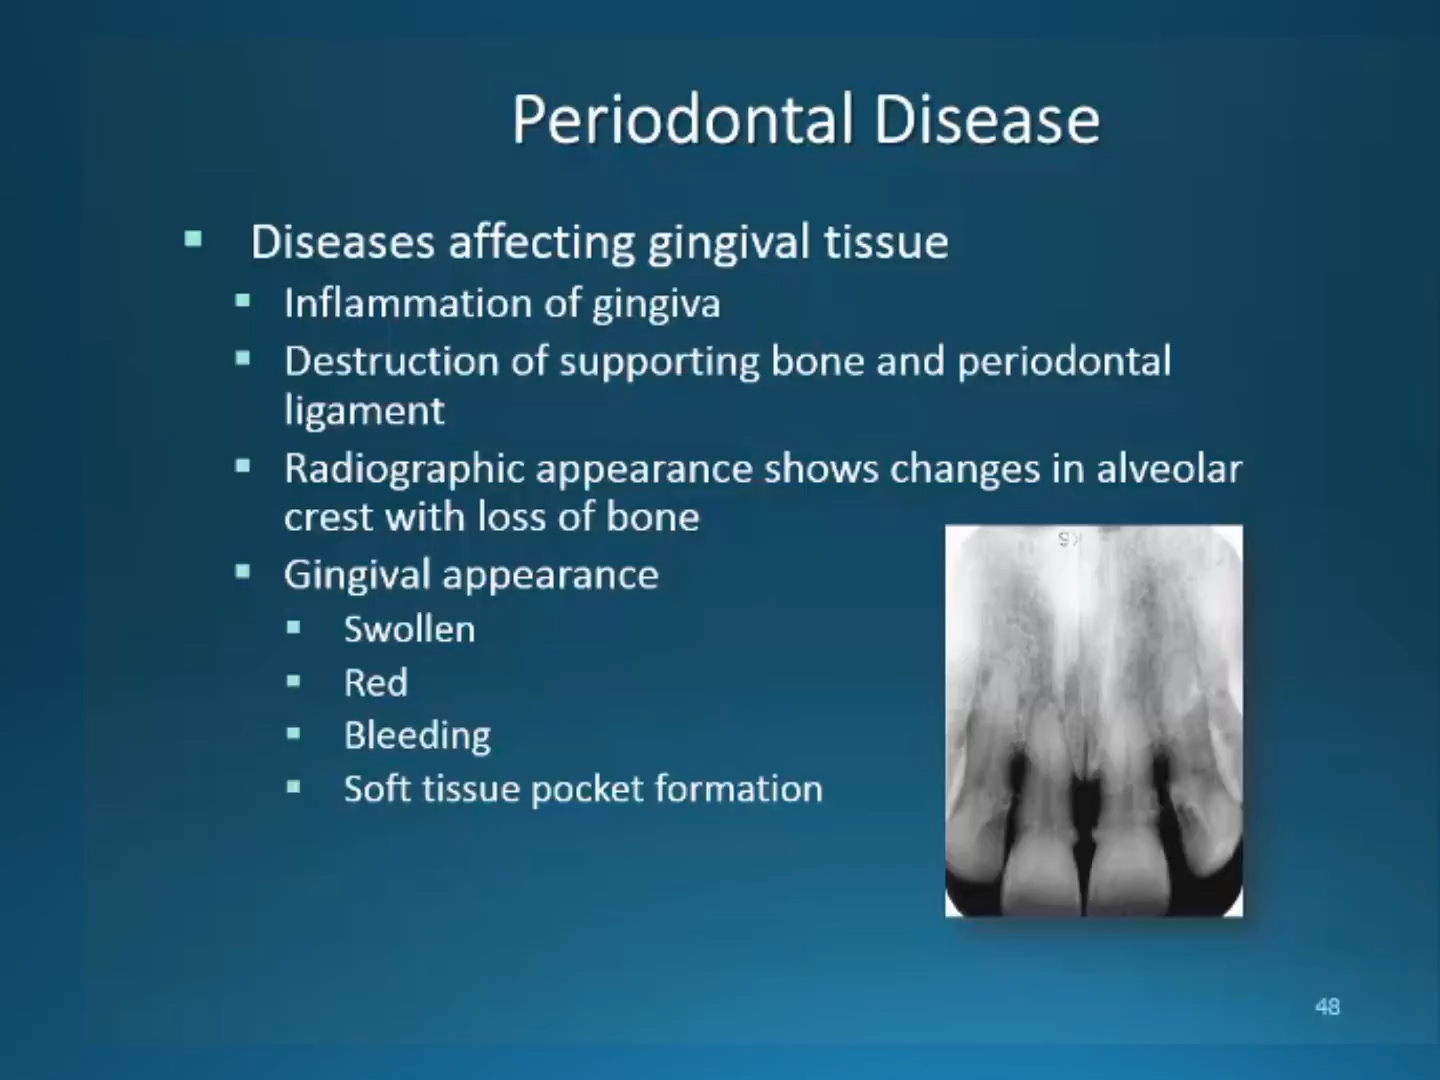 Periodontal Disease
Diseases affecting gingival tissue
Inflammation of gingiva
Destruction of supporting bone and periodontal
ligament
Radiographic appearance shows changes in alveolar
crest with loss of bone
Gingival appearance
Swollen
Red
Bleeding
Soft tissue pocket formation
48